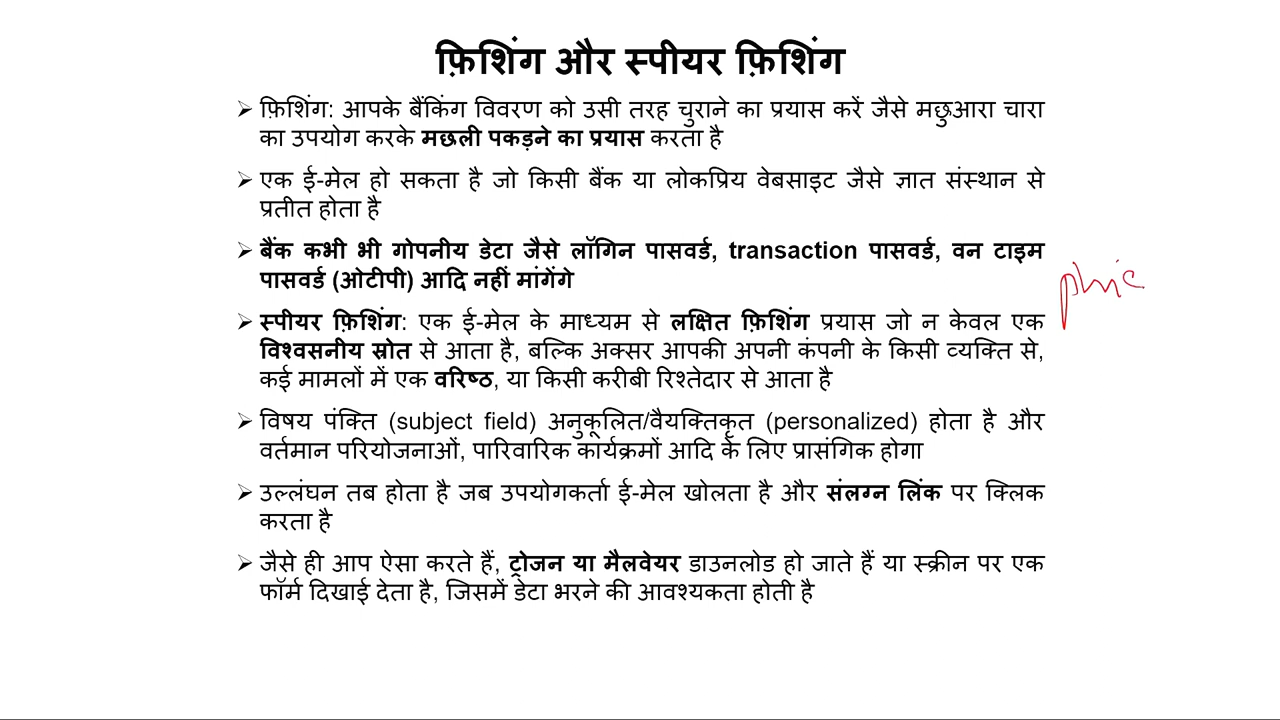 फ़िशिंग और स्पीयर फ़िशिंग
➢ फ़िशिंग: आपके बैंकिंग विवरण को उसी तरह चुराने का प्रयास करें जैसे मछुआरा चारा
का उपयोग करके मछली पकड़ने का प्रयास करता है
➢ एक ई-मेल हो सकता है जो किसी बैंक या लोकप्रिय वेबसाइट जैसे ज्ञात संस्थान से
प्रतीत होता है
➢ बैंक कभी भी गोपनीय डेटा जैसे लॉगिन पासवर्ड, transaction पासवर्ड, वन टाइम
पासवर्ड (ओटीपी) आदि नहीं मांगेंगे
➢ स्पीयर फ़िशिंग: एक ई-मेल के माध्यम से लक्षित फ़िशिंग प्रयास जो न केवल एक
विश्वसनीय स्रोत से आता है, बल्कि अक्सर आपकी अपनी कंपनी के किसी व्यक्ति से,
कई मामलों में एक वरिष्ठ, या किसी करीबी रिश्तेदार से आता है
➢ विषय पंक्ति (subject field) अनुकूलित/वैयक्तिकृत (personalized) होता है और
वर्तमान परियोजनाओं, पारिवारिक कार्यक्रमों आदि के लिए प्रासंगिक होगा
➢ उल्लंघन तब होता है जब उपयोगकर्ता ई-मेल खोलता है और संलग्न लिंक पर क्लिक
करता है
➢ जैसे ही आप ऐसा करते हैं, ट्रोजन या मैलवेयर डाउनलोड हो जाते हैं या स्क्रीन पर एक
फॉर्म दिखाई देता है, जिसमें डेटा भरने की आवश्यकता होती है